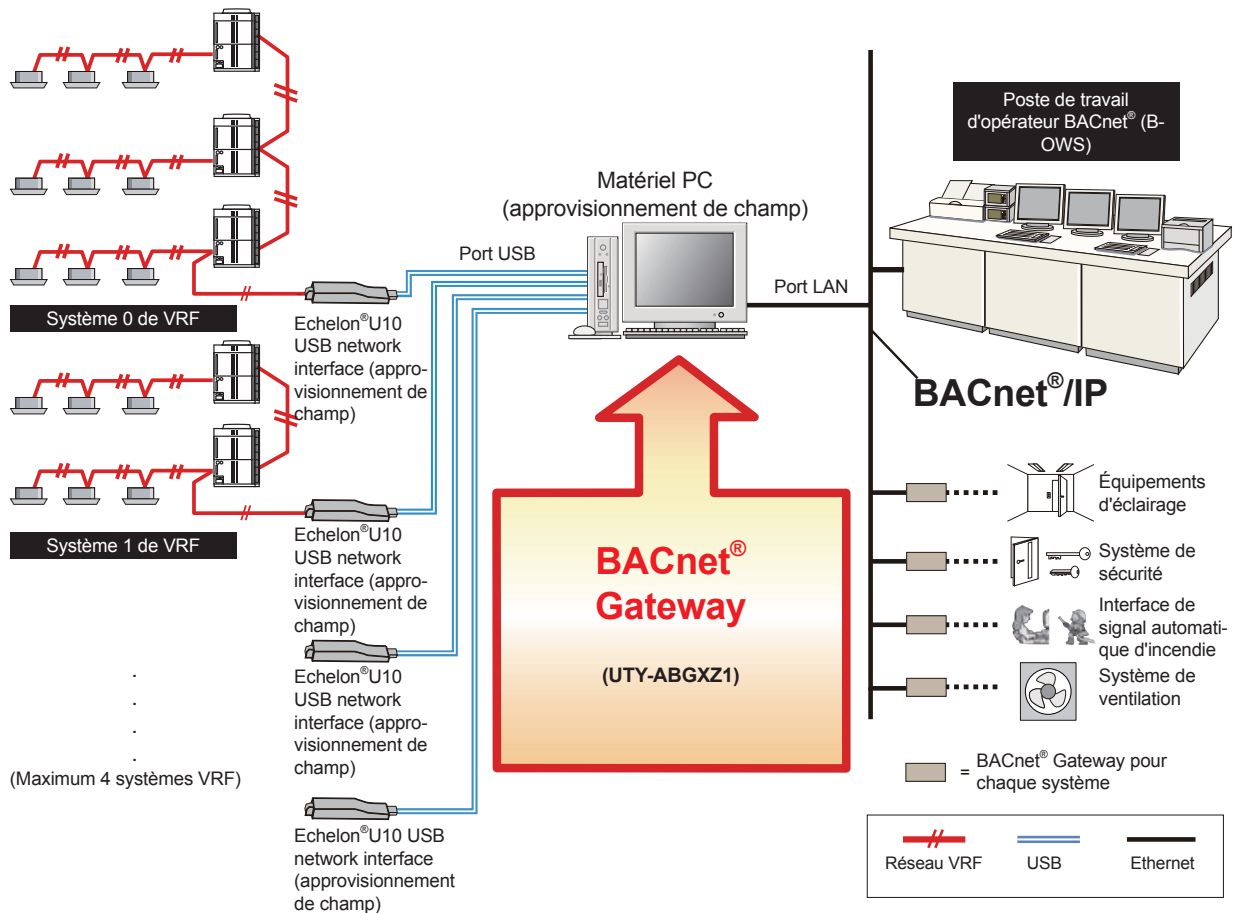 Système 0 de VRF
Système 1 de VRF
.
.
.
.
(Maximum 4 systèmes VRF)
Echelon®U10
USB network
interface (appro-
visionnement de
champ)
Echelon®U10
USB network
interface (appro-
visionnement de
champ)
Echelon®U10
USB network
interface (appro-
visionnement de
champ)
Echelon®U10 USB
network interface
(approvisionnement
de champ)
Port USB
Matériel PC
(approvisionnement de champ)
Port LAN
BACnet®
Gateway
(UTY-ABGXZ1)
Poste de travail
d'opérateur BACnet® (B-
OWS)
BACnet®/IP
Équipements
d'éclairage
Système de
sécurité
Interface de
signal automati-
que d'incendie
Système de
ventilation
= BACnet® Gateway pour
chaque système
Réseau VRF
USB
Ethernet